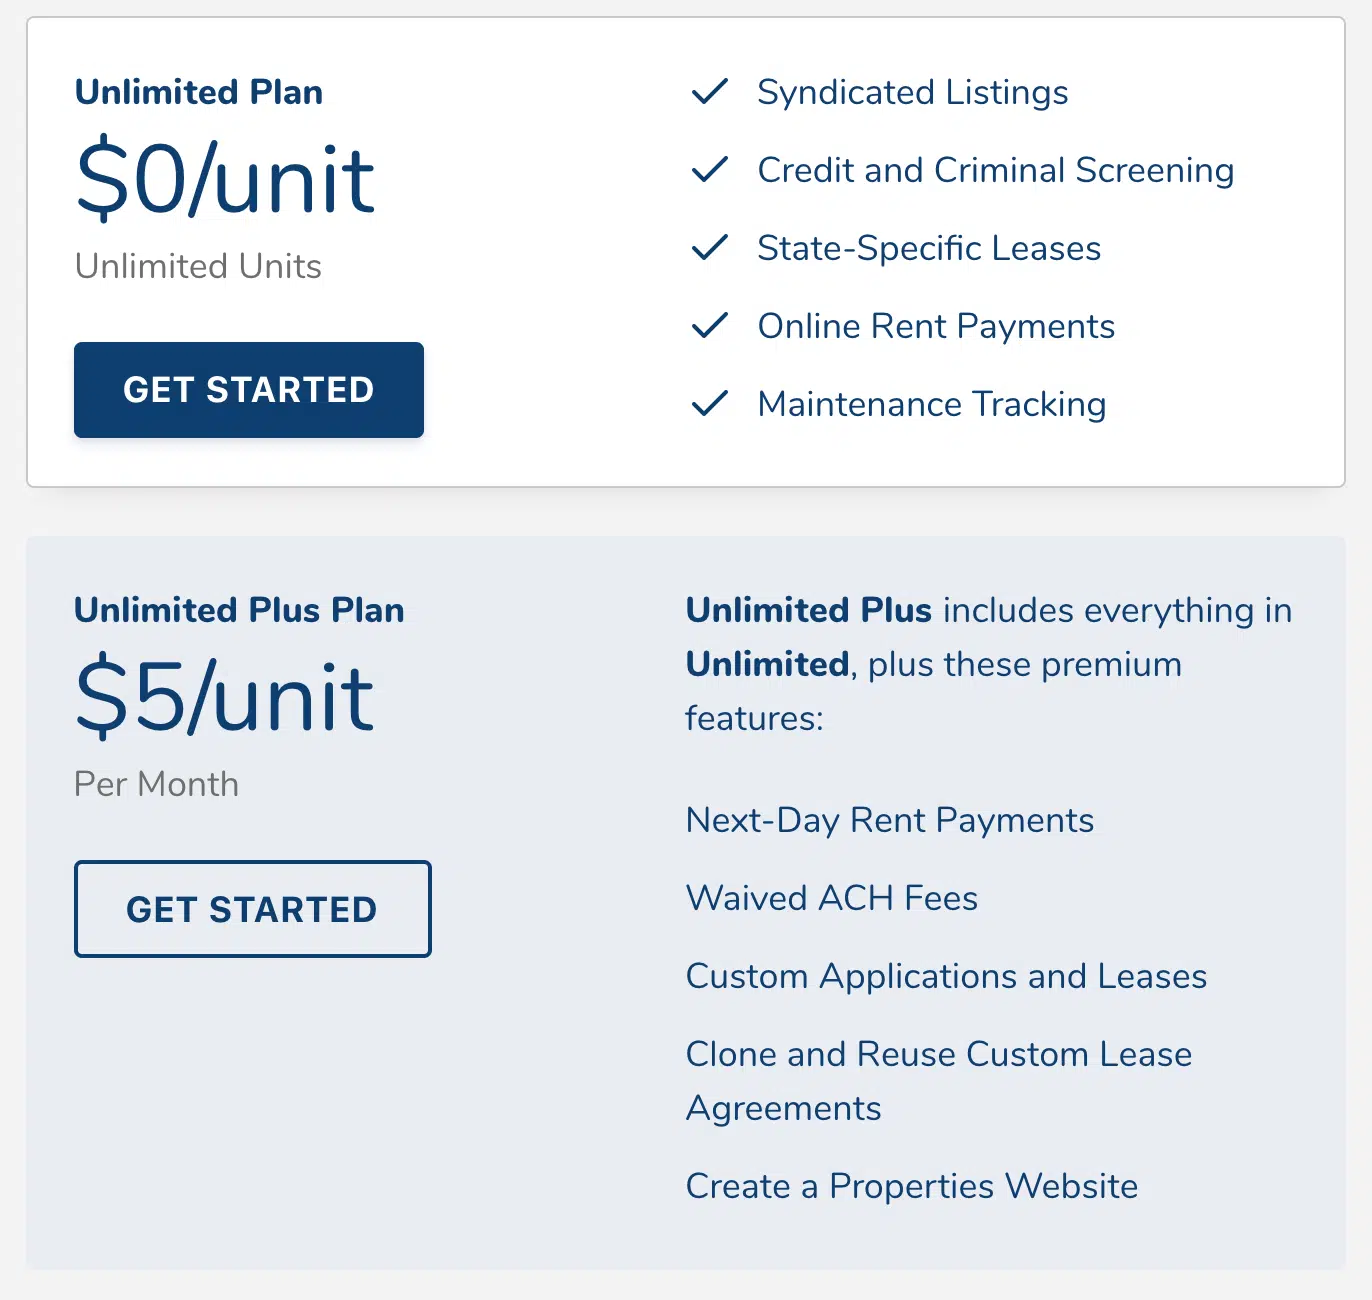 Unlimited Plan
$0/unit
Unlimited Units
GET STARTED
Syndicated Listings
Credit and Criminal Screening
State-Specific Leases
Online Rent Payments
Maintenance Tracking
Unlimited Plus Plan
$5/unit
Per Month
GET STARTED
Unlimited Plus includes everything in
Unlimited, plus these premium
features:
Next-Day Rent Payments
Waived ACH Fees
Custom Applications and Leases
Clone and Reuse Custom Lease
Agreements
Create a Properties Website